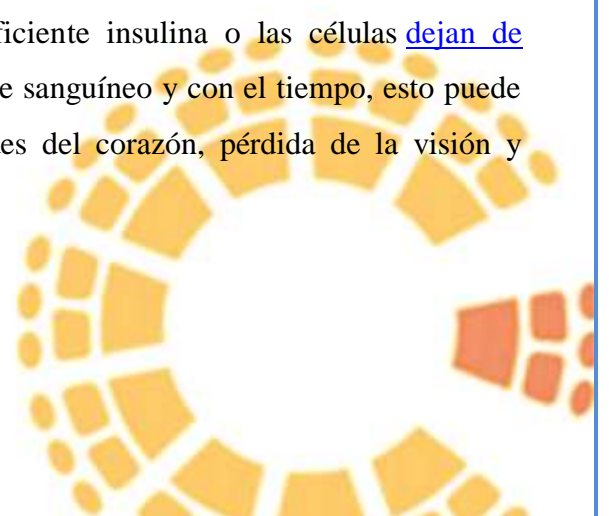 ficiente insulina o las células dejan de
e sanguíneo y con el tiempo, esto puede
es del corazón, pérdida de la visión y